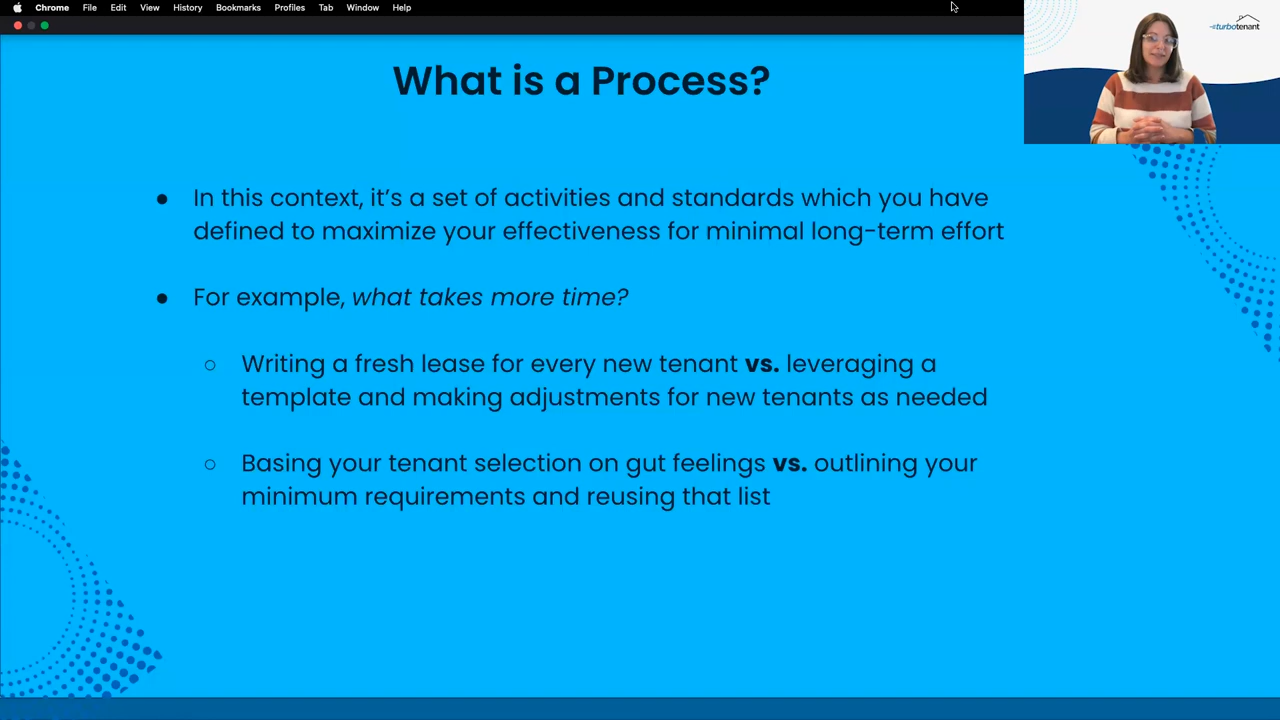 Chrome File Edit View History Bookmarks Profiles Tab Window Help
turbotenant
What is a Process?
● In this context, it's a set of activities and standards which you have
defined to maximize your effectiveness for minimal long-term effort
● For example, what takes more time?
○ Writing a fresh lease for every new tenant vs. leveraging a
template and making adjustments for new tenants as needed
○ Basing your tenant selection on gut feelings vs. outlining your
minimum requirements and reusing that list